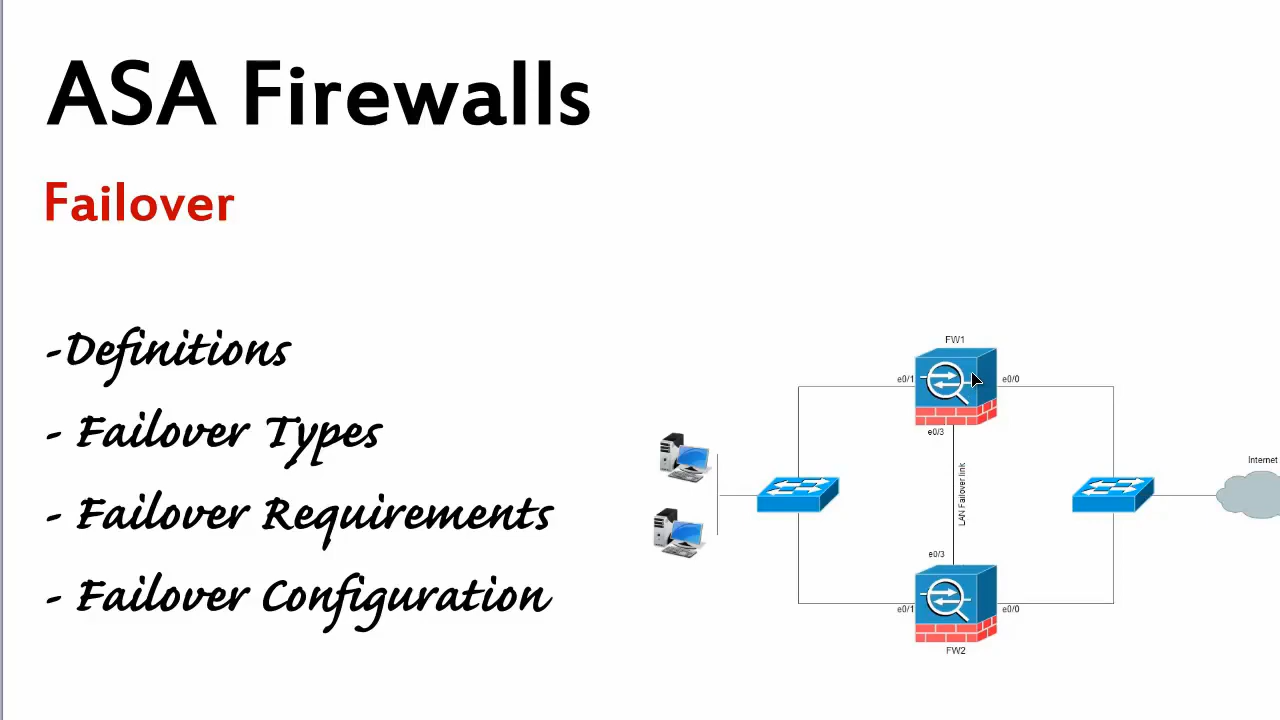 ASA Firewalls
Failover
-Definitions
- Failover Types
- Failover Requirements
- Failover Configuration
FW1
e0/1
e0/0
e0/3
Internet
LAN Failover link
e0/3
e0/1
e0/0
FW2